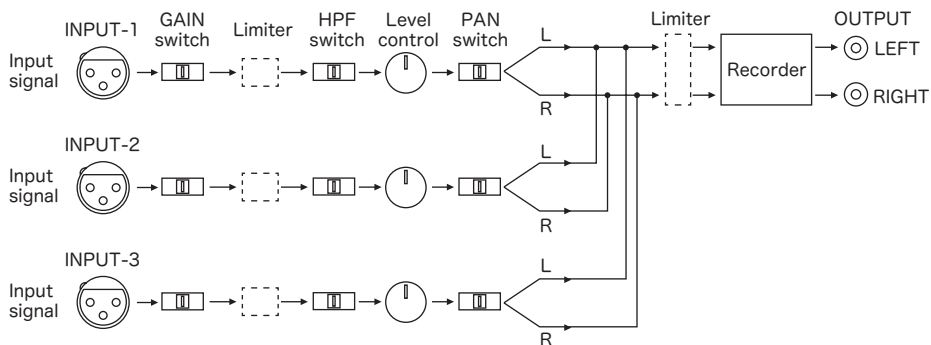 INPUT-1
GAIN switch
Limiter
HPF switch
Level control
PAN switch
L
R
Limiter
Recorder
OUTPUT
LEFT
RIGHT
Input signal
INPUT-2
Input signal
L
R
INPUT-3
Input signal
L
R